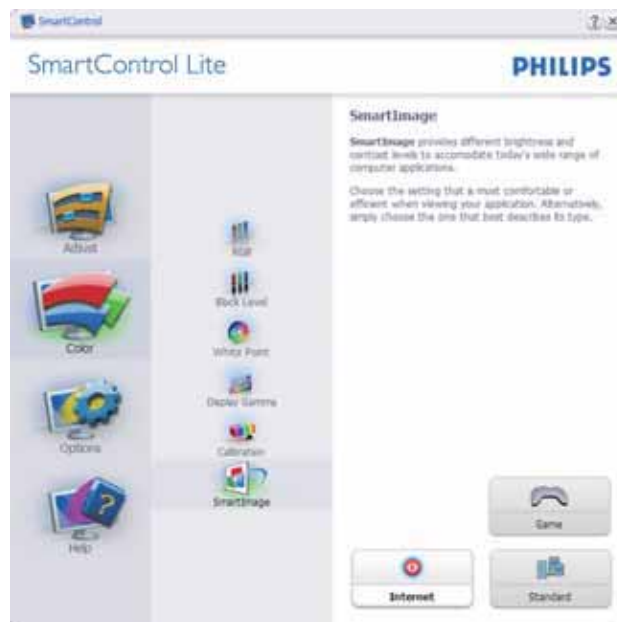 SmartControl
? ×
SmartControl Lite
PHILIPS
Adjust
Color
Options
Help
RGB
Black Level
White Point
Display Gamma
Calibration
SmartImage
SmartImage
SmartImage provides different brightness and
contrast levels to accomodate today's wide range of
computer applications.
Choose the setting that is most comfortable or
efficient when viewing your application. Alternatively,
simply choose the one that best describes its type.
Game
Internet
Standard